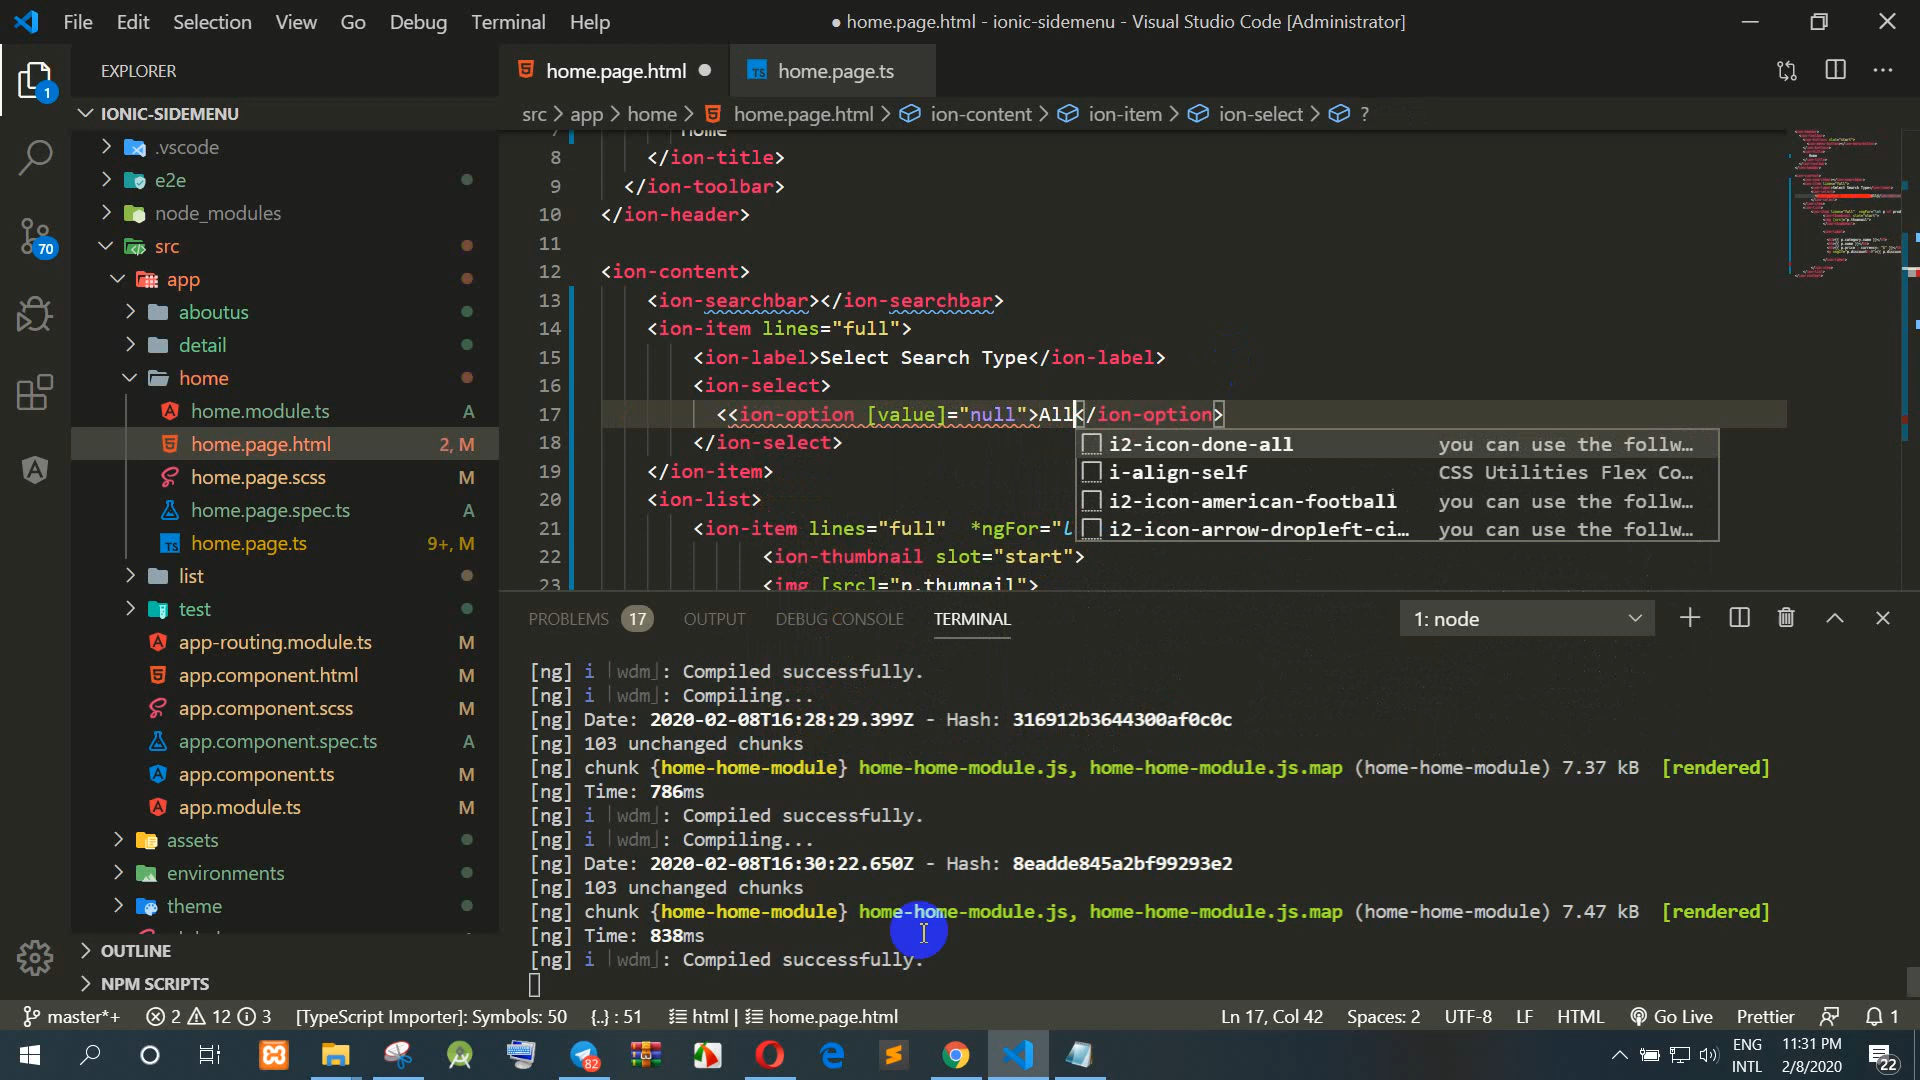 File Edit Selection View Go Debug Terminal Help
● home.page.html - ionic-sidemenu - Visual Studio Code [Administrator]
EXPLORER
home.page.html
TS home.page.ts
1
IONIC-SIDEMENU
src > app > home > home.page.html > ion-content > ion-item > ion-select > ?
.vscode
e2e
node_modules
70
src
app
aboutus
detail
home
home.module.ts A
home.page.html 2, M
home.page.scss M
home.page.spec.ts A
TS home.page.ts 9+, M
list
test
app-routing.module.ts M
app.component.html M
app.component.scss M
app.component.spec.ts A
app.component.ts M
app.module.ts M
assets
environments
theme
OUTLINE
NPM SCRIPTS
7 Home
8 </ion-title>
9 </ion-toolbar>
10 </ion-header>
11
12 <ion-content>
13 <ion-searchbar></ion-searchbar>
14 <ion-item lines="full">
15 <ion-label>Select Search Type</ion-label>
16 <ion-select>
17 <<ion-option [value]="null">All</ion-option>
18 </ion-select>
19 </ion-item>
20 <ion-list>
21 <ion-item lines="full" *ngFor="l
22 <ion-thumbnail slot="start">
23 <img [src]="p.thumnail">
i2-icon-done-all you can use the follw…
i-align-self CSS Utilities Flex Co…
i2-icon-american-football you can use the follw…
i2-icon-arrow-dropleft-ci… you can use the follw…
PROBLEMS 17 OUTPUT DEBUG CONSOLE TERMINAL 1: node
[ng] i ｢wdm｣: Compiled successfully.
[ng] i ｢wdm｣: Compiling...
[ng] Date: 2020-02-08T16:28:29.399Z - Hash: 316912b3644300af0c0c
[ng] 103 unchanged chunks
[ng] chunk {home-home-module} home-home-module.js, home-home-module.js.map (home-home-module) 7.37 kB [rendered]
[ng] Time: 786ms
[ng] i ｢wdm｣: Compiled successfully.
[ng] i ｢wdm｣: Compiling...
[ng] Date: 2020-02-08T16:30:22.650Z - Hash: 8eadde845a2bf99293e2
[ng] 103 unchanged chunks
[ng] chunk {home-home-module} home-home-module.js, home-home-module.js.map (home-home-module) 7.47 kB [rendered]
[ng] Time: 838ms
[ng] i ｢wdm｣: Compiled successfully.
master*+ 2 12 3 [TypeScript Importer]: Symbols: 50 {..} : 51 html | home.page.html Ln 17, Col 42 Spaces: 2 UTF-8 LF HTML Go Live Prettier 1
82
ENG
INTL
11:31 PM
2/8/2020
22